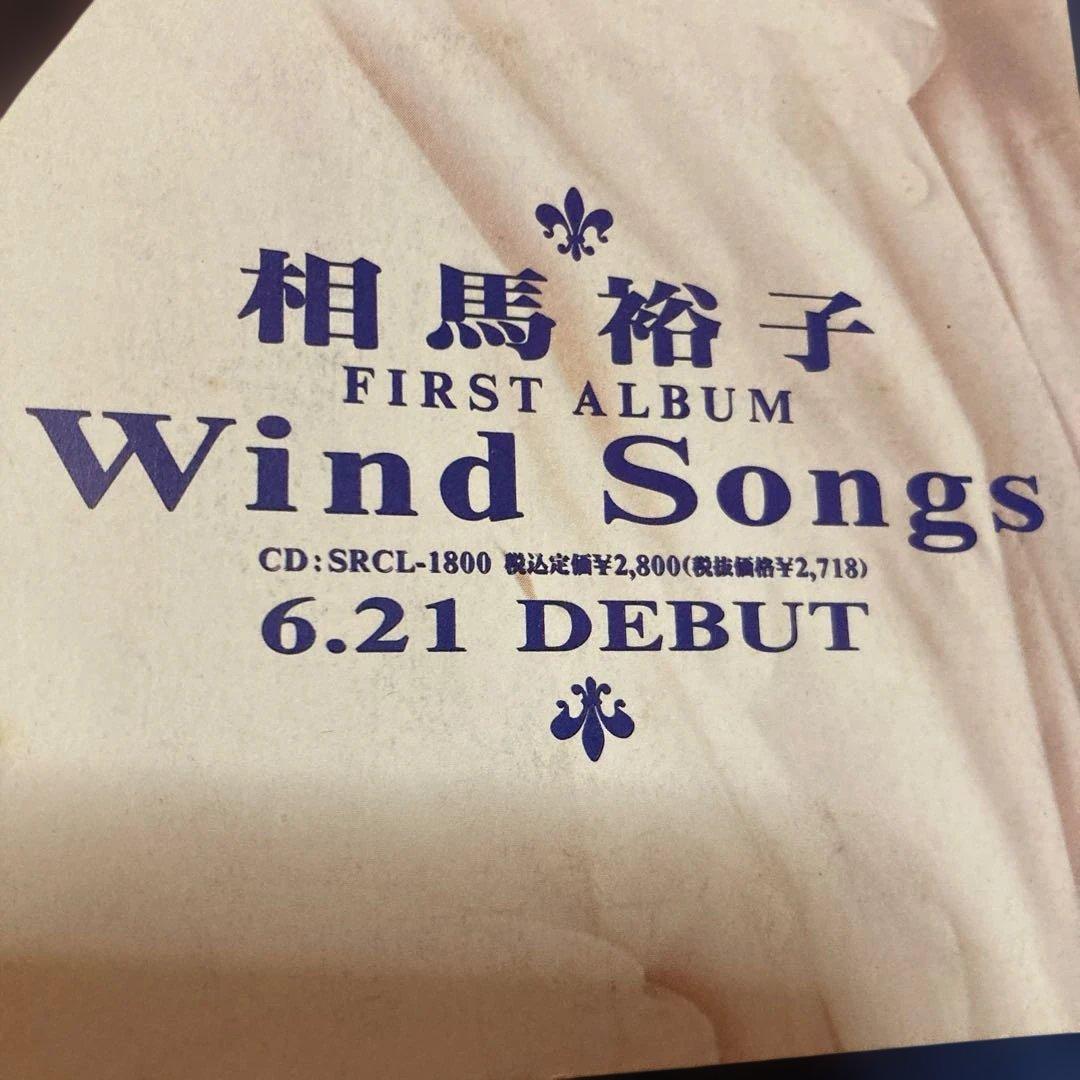 相馬裕子
FIRST ALBUM
Wind Songs
CD:SRCL-1800 税込定価¥2,800(税抜価格¥2,718)
6.21 DEBUT